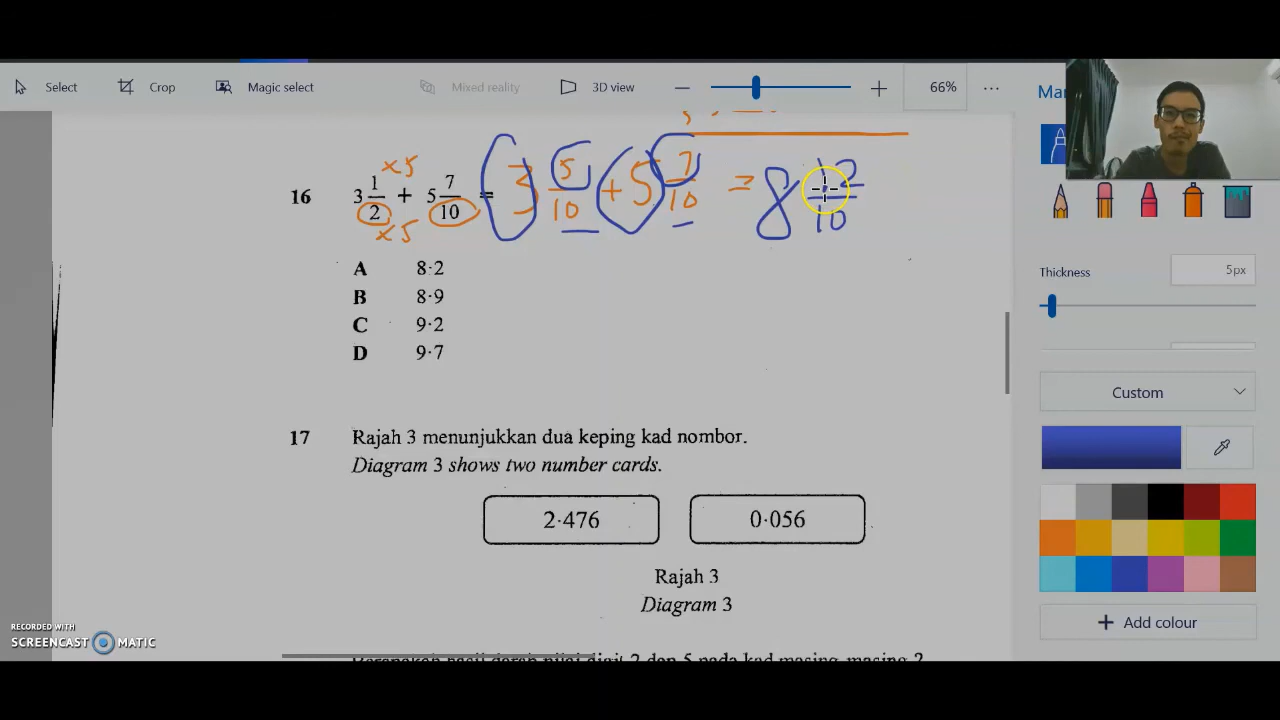 Select
Crop
Magic select
Mixed reality
3D view
66%
...
Mar
16 3 1/2 + 5 7/10 = 3 5/10 + 5 7/10 = 8 12/10
×5
×5
A 8·2
B 8·9
C 9·2
D 9·7
17 Rajah 3 menunjukkan dua keping kad nombor.
Diagram 3 shows two number cards.
2·476 0·056
Rajah 3
Diagram 3
Thickness 5px
Custom
+ Add colour
RECORDED WITH
SCREENCAST MATIC